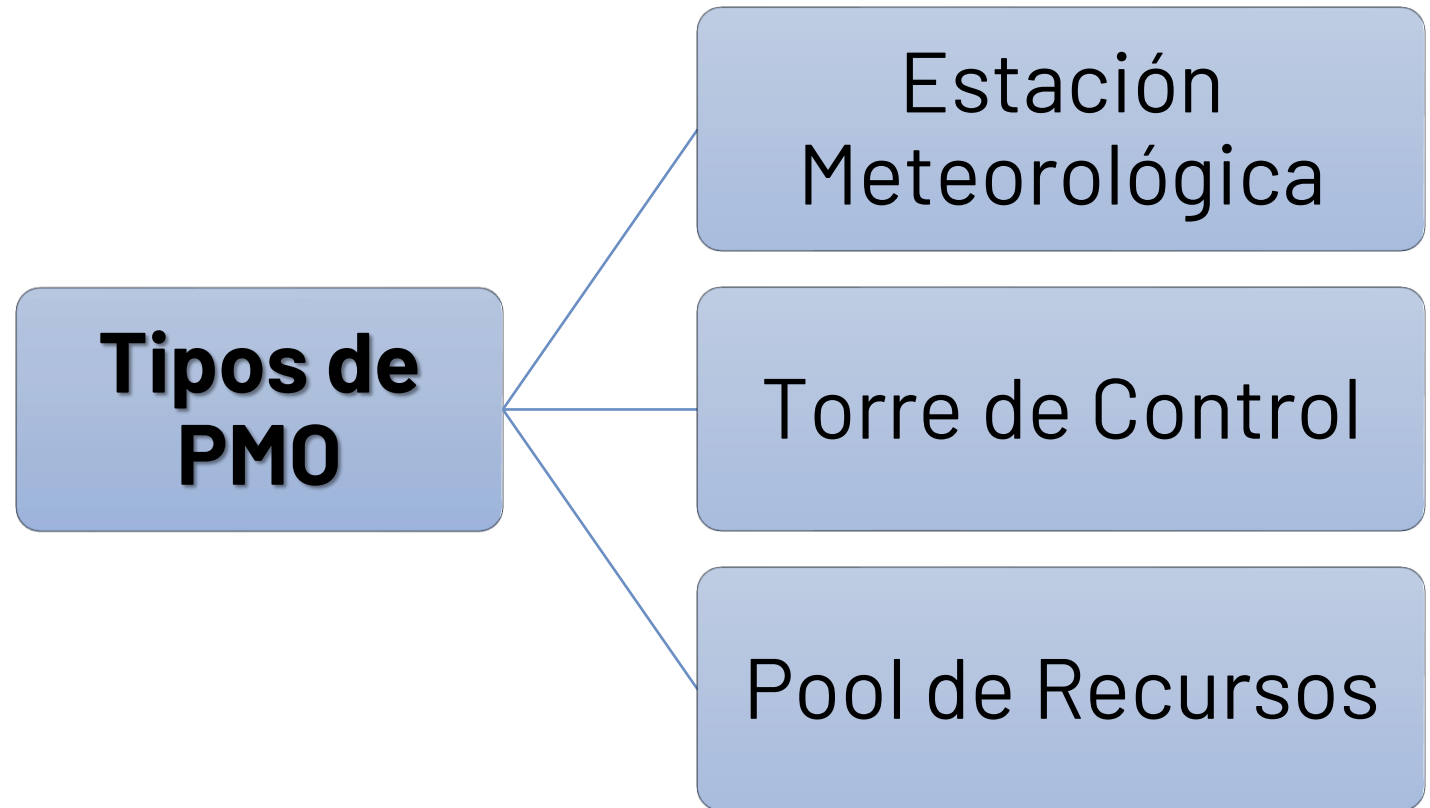 Tipos de
PMO
Estación
Meteorológica
Torre de Control
Pool de Recursos